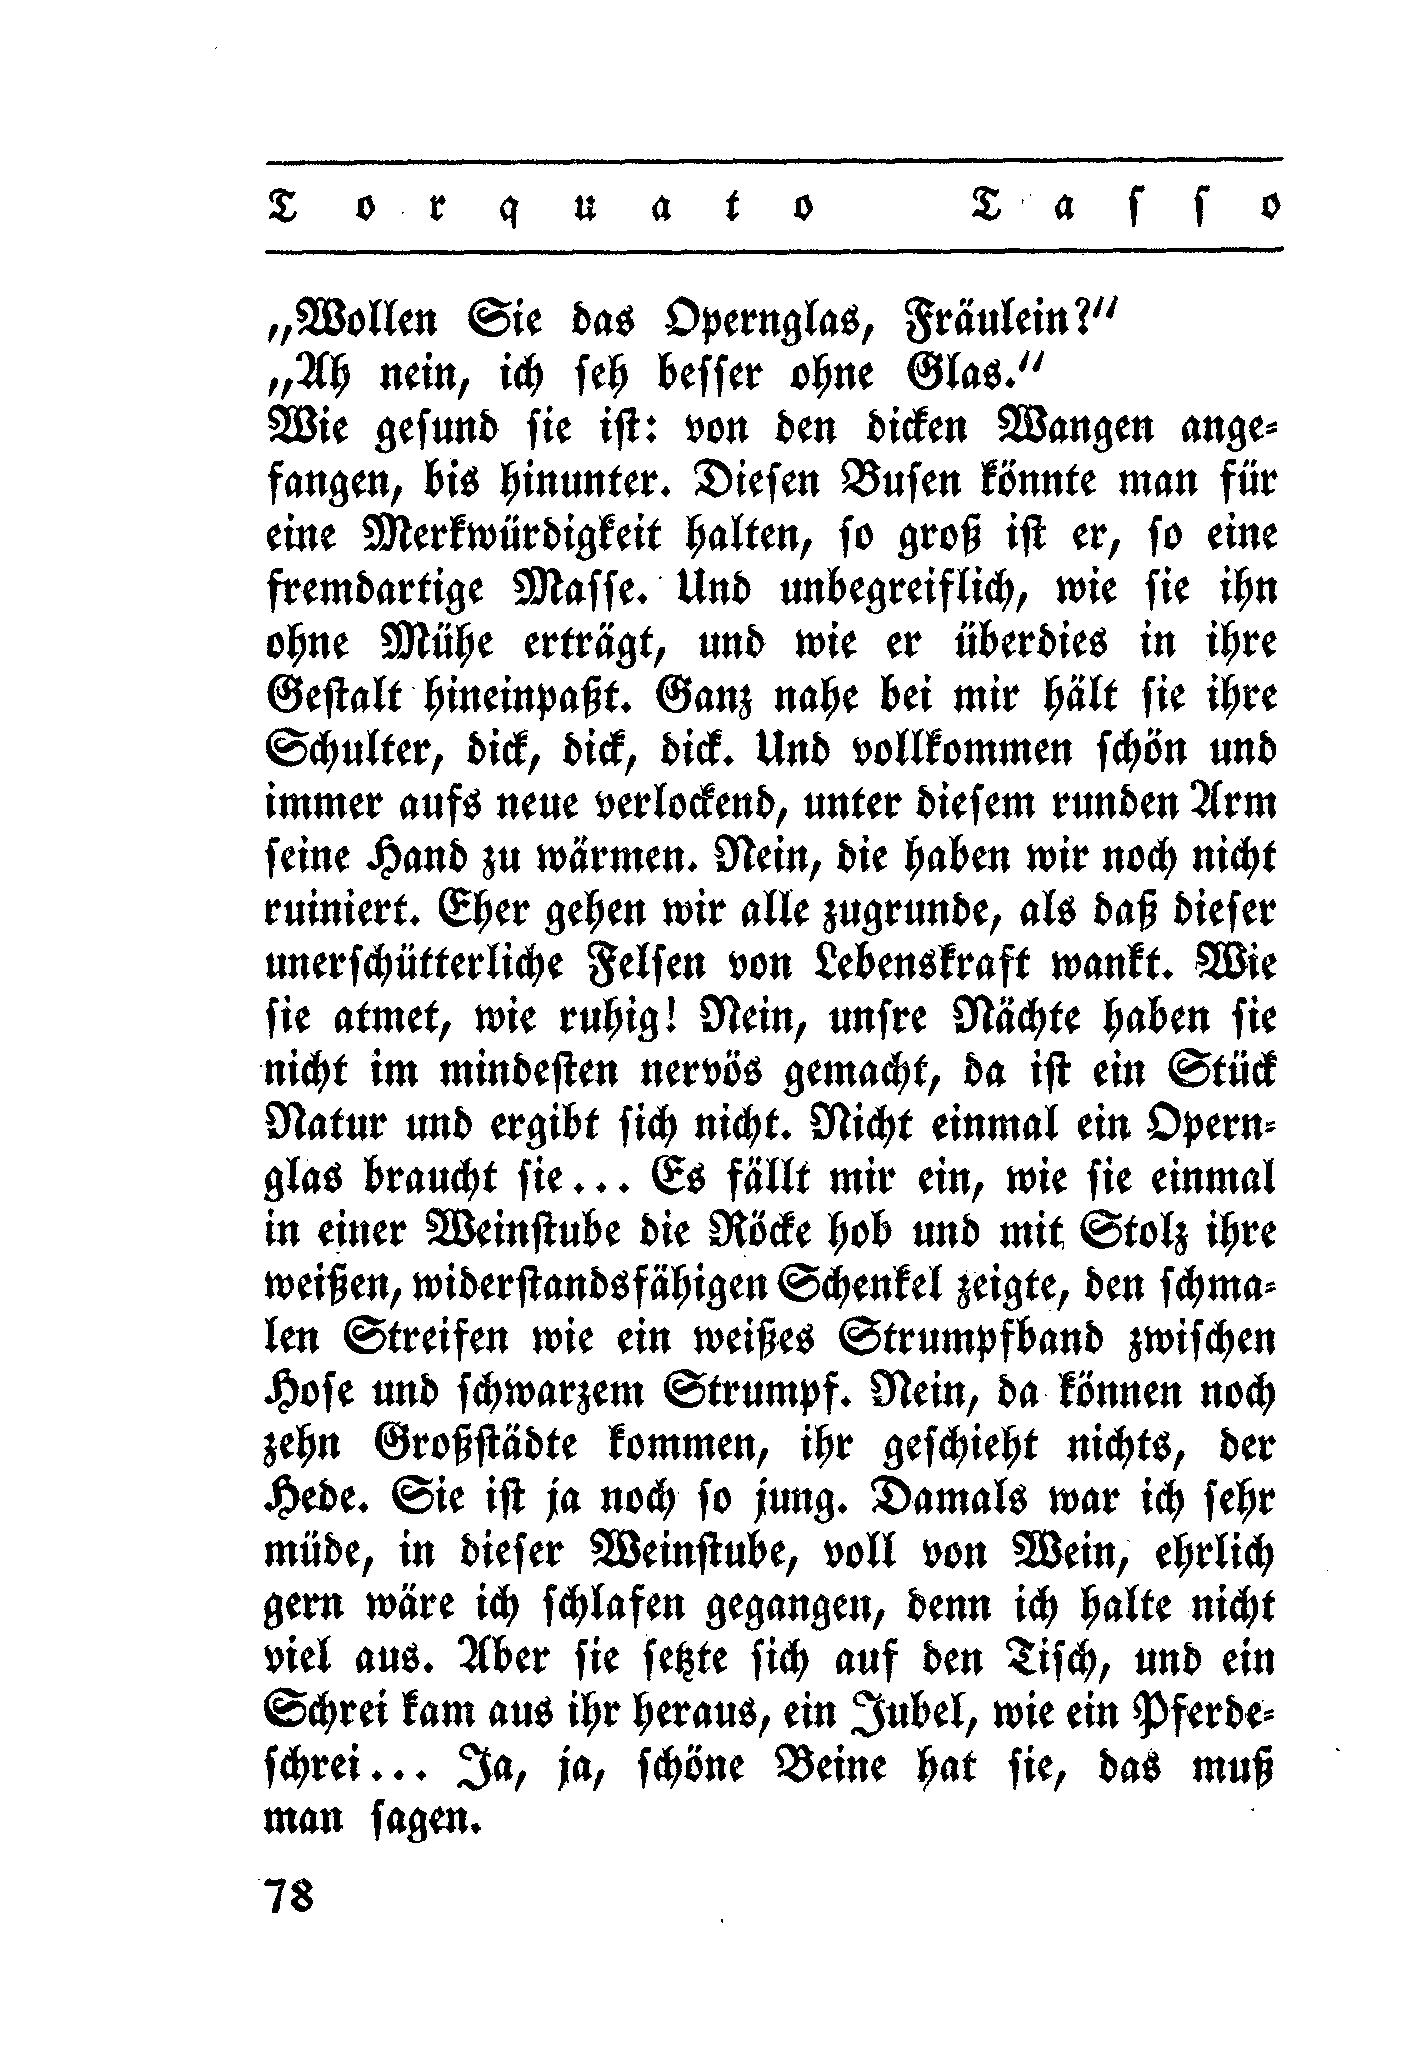 Torquato Tasso
„Wollen Sie das Opernglas, Fräulein?“
„Ah nein, ich seh besser ohne Glas.“
Wie gesund sie ist: von den dicken Wangen ange-
fangen, bis hinunter. Diesen Busen könnte man für
eine Merkwürdigkeit halten, so groß ist er, so eine
fremdartige Masse. Und unbegreiflich, wie sie ihn
ohne Mühe erträgt, und wie er überdies in ihre
Gestalt hineinpaßt. Ganz nahe bei mir hält sie ihre
Schulter, dick, dick, dick. Und vollkommen schön und
immer aufs neue verlockend, unter diesem runden Arm
seine Hand zu wärmen. Nein, die haben wir noch nicht
ruiniert. Eher gehen wir alle zugrunde, als daß dieser
unerschütterliche Felsen von Lebenskraft wankt. Wie
sie atmet, wie ruhig! Nein, unsre Nächte haben sie
nicht im mindesten nervös gemacht, da ist ein Stück
Natur und ergibt sich nicht. Nicht einmal ein Opern-
glas braucht sie... Es fällt mir ein, wie sie einmal
in einer Weinstube die Röcke hob und mit Stolz ihre
weißen, widerstandsfähigen Schenkel zeigte, den schma-
len Streifen wie ein weißes Strumpfband zwischen
Hose und schwarzem Strumpf. Nein, da können noch
zehn Großstädte kommen, ihr geschieht nichts, der
Hede. Sie ist ja noch so jung. Damals war ich sehr
müde, in dieser Weinstube, voll von Wein, ehrlich
gern wäre ich schlafen gegangen, denn ich halte nicht
viel aus. Aber sie setzte sich auf den Tisch, und ein
Schrei kam aus ihr heraus, ein Jubel, wie ein Pferde-
schrei... Ja, ja, schöne Beine hat sie, das muß
man sagen.
78